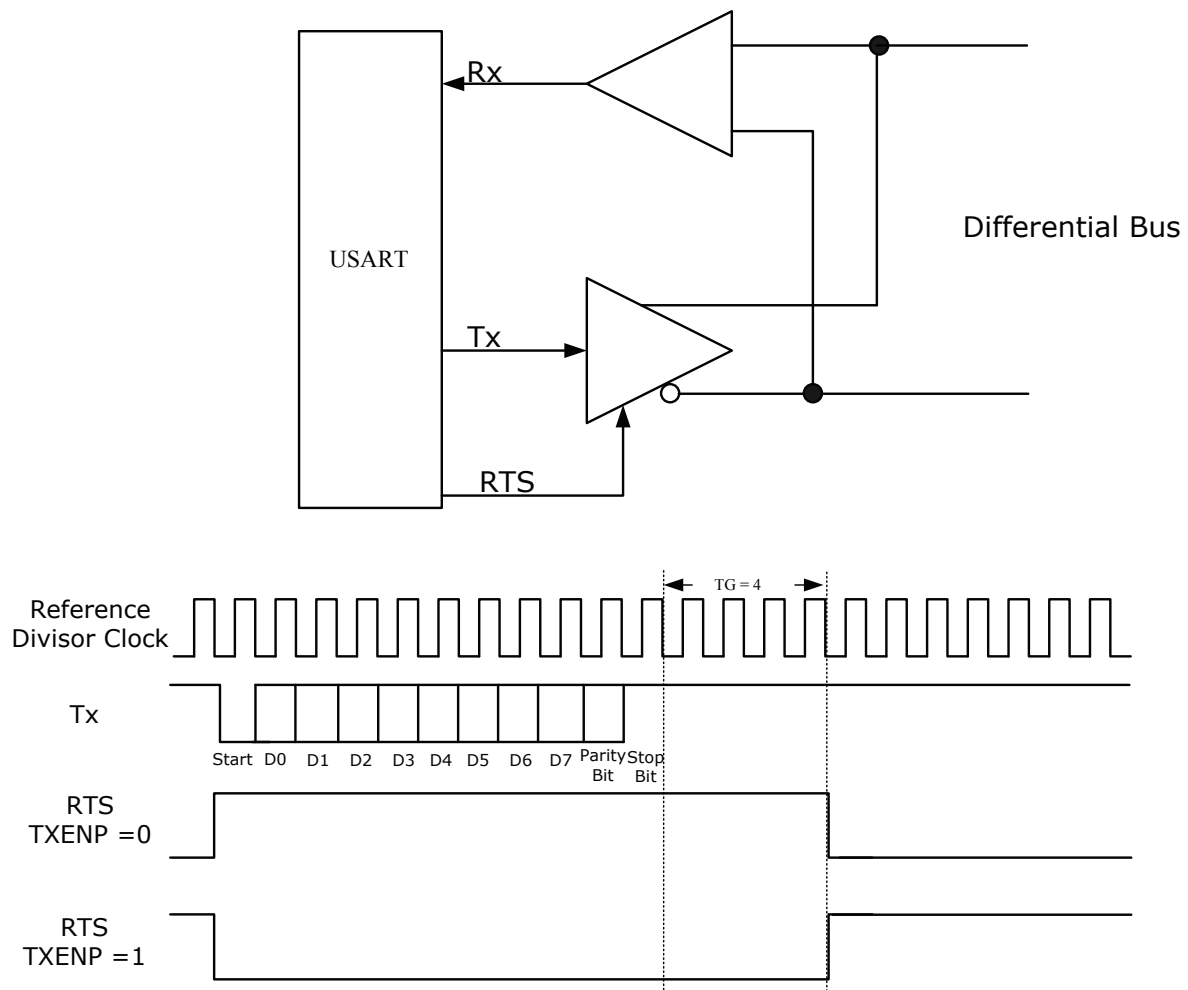 Rx
Differential Bus
USART
Tx
RTS
TG = 4
Reference
Divisor Clock
Tx
Start D0 D1 D2 D3 D4 D5 D6 D7 Parity Bit Stop Bit
RTS
TXENP =0
RTS
TXENP =1